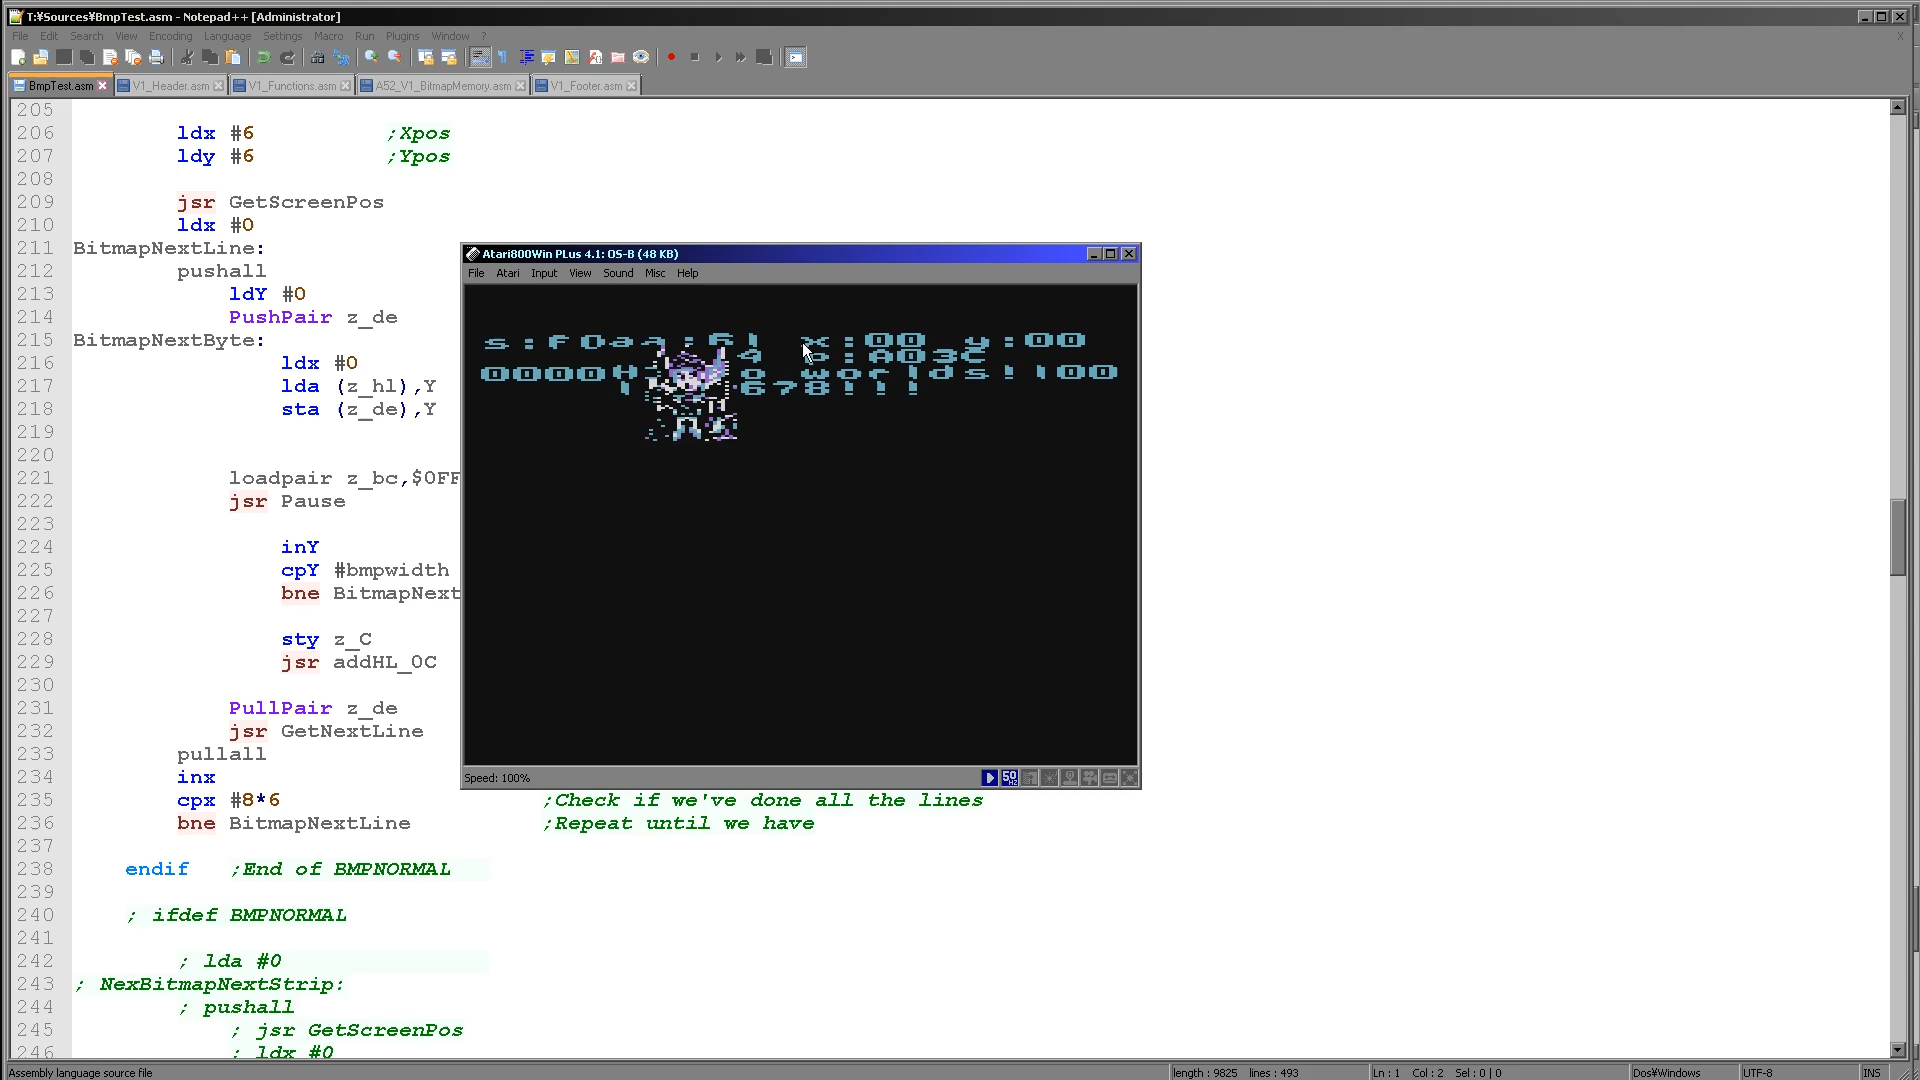 T:¥Sources¥BmpTest.asm - Notepad++ [Administrator]
File Edit Search View Encoding Language Settings Macro Run Plugins Window ?
X
BmpTest.asm V1_Header.asm V1_Functions.asm A52_V1_BitmapMemory.asm V1_Footer.asm
205
206 ldx #6 ;Xpos
207 ldy #6 ;Ypos
208
209 jsr GetScreenPos
210 ldx #0
211 BitmapNextLine:
212 pushall
213 ldY #0
214 PushPair z_de
215 BitmapNextByte:
216 ldx #0
217 lda (z_hl),Y
218 sta (z_de),Y
219
220
221 loadpair z_bc,$0FF
222 jsr Pause
223
224 inY
225 cpY #bmpwidth
226 bne BitmapNext
227
228 sty z_C
229 jsr addHL_0C
230
231 PullPair z_de
232 jsr GetNextLine
233 pullall
234 inx
235 cpx #8*6 ;Check if we've done all the lines
236 bne BitmapNextLine ;Repeat until we have
237
238 endif ;End of BMPNORMAL
239
240 ; ifdef BMPNORMAL
241
242 ; lda #0
243 ; NexBitmapNextStrip:
244 ; pushall
245 ; jsr GetScreenPos
246 ; ldx #0
Atari800Win PLus 4.1: OS-B (48 KB)
File Atari Input View Sound Misc Help
x:00 y:00
:A03C
0000 worlds!100
678!!!
Speed: 100%
50 Hz
Assembly language source file length : 9825 lines : 493 Ln : 1 Col : 2 Sel : 0 | 0 Dos¥Windows UTF-8 INS